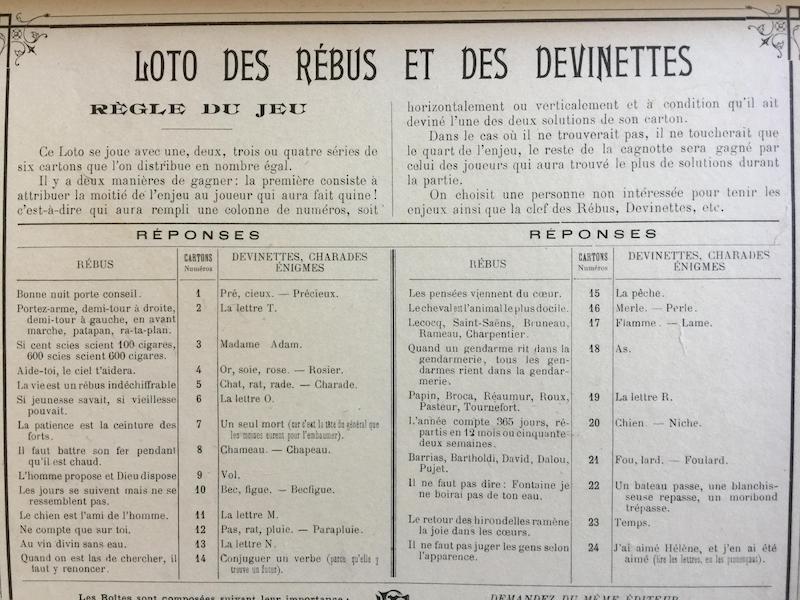 LOTO DES RÉBUS ET DES DEVINETTES
RÈGLE DU JEU
Ce Loto se joue avec une, deux, trois ou quatre séries de
six cartons que l'on distribue en nombre égal.
Il y a deux manières de gagner : la première consiste à
attribuer la moitié de l'enjeu au joueur qui aura fait quine !
c'est-à-dire qui aura rempli une colonne de numéros, soit
horizontalement ou verticalement et à condition qu'il ait
deviné l'une des deux solutions de son carton.
Dans le cas où il ne trouverait pas, il ne toucherait que
le quart de l'enjeu, le reste de la cagnotte sera gagné par
celui des joueurs qui aura trouvé le plus de solutions durant
la partie.
On choisit une personne non intéressée pour tenir les
enjeux ainsi que la clef des Rébus, Devinettes, etc.
RÉPONSES
RÉBUS
CARTONS
Numéros
DEVINETTES, CHARADES
ÉNIGMES
Bonne nuit porte conseil. 1 Pré, cieux. — Précieux.
Portez-arme, demi-tour à droite, 2 La lettre T.
demi-tour à gauche, en avant
marche, patapan, ra-ta-plan.
Si cent scies scient 100 cigares, 3 Madame Adam.
600 scies scient 600 cigares.
Aide-toi, le ciel t'aidera. 4 Or, soie, rose. — Rosier.
La vie est un rébus indéchiffrable 5 Chat, rat, rade. — Charade.
Si jeunesse savait, si vieillesse 6 La lettre O.
pouvait.
La patience est la ceinture des 7 Un seul mort (car c'est la tête du général que
forts. les momies eurent pour l'embaumer).
Il faut battre son fer pendant 8 Chameau. — Chapeau.
qu'il est chaud.
L'homme propose et Dieu dispose 9 Vol.
Les jours se suivent mais ne se 10 Bec, figue. — Becfigue.
ressemblent pas.
Le chien est l'ami de l'homme. 11 La lettre M.
Ne compte que sur toi. 12 Pas, rat, pluie. — Parapluie.
Au vin divin sans eau. 13 La lettre N.
Quand on est las de chercher, il 14 Conjuguer un verbe (parce qu'elle y
faut y renoncer. trouve un futur).
RÉPONSES
RÉBUS
CARTONS
Numéros
DEVINETTES, CHARADES
ÉNIGMES
Les pensées viennent du cœur. 15 La pêche.
Le cheval est l'animal le plus docile. 16 Merle. — Perle.
Lecocq, Saint-Saëns, Bruneau, 17 Flamme. — Lame.
Rameau, Charpentier.
Quand un gendarme rit dans la 18 As.
gendarmerie, tous les gen-
darmes rient dans la gendar-
merie.
Papin, Broca, Réaumur, Roux, 19 La lettre R.
Pasteur, Tournefort.
L'année compte 365 jours, ré- 20 Chien. — Niche.
partis en 12 mois ou cinquante-
deux semaines.
Barrias, Bartholdi, David, Dalou, 21 Fou, lard. — Foulard.
Pujet.
Il ne faut pas dire : Fontaine je 22 Un bateau passe, une blanchis-
ne boirai pas de ton eau. seuse repasse, un moribond
trépasse.
Le retour des hirondelles ramène 23 Temps.
la joie dans les cœurs.
Il ne faut pas juger les gens selon 24 J'ai aimé Hélène, et j'en ai été
l'apparence. aimé (lire les lettres, en les prononçant).
Les Boîtes sont composées suivant leur importance :
DEMANDEZ DU MÊME ÉDITEUR